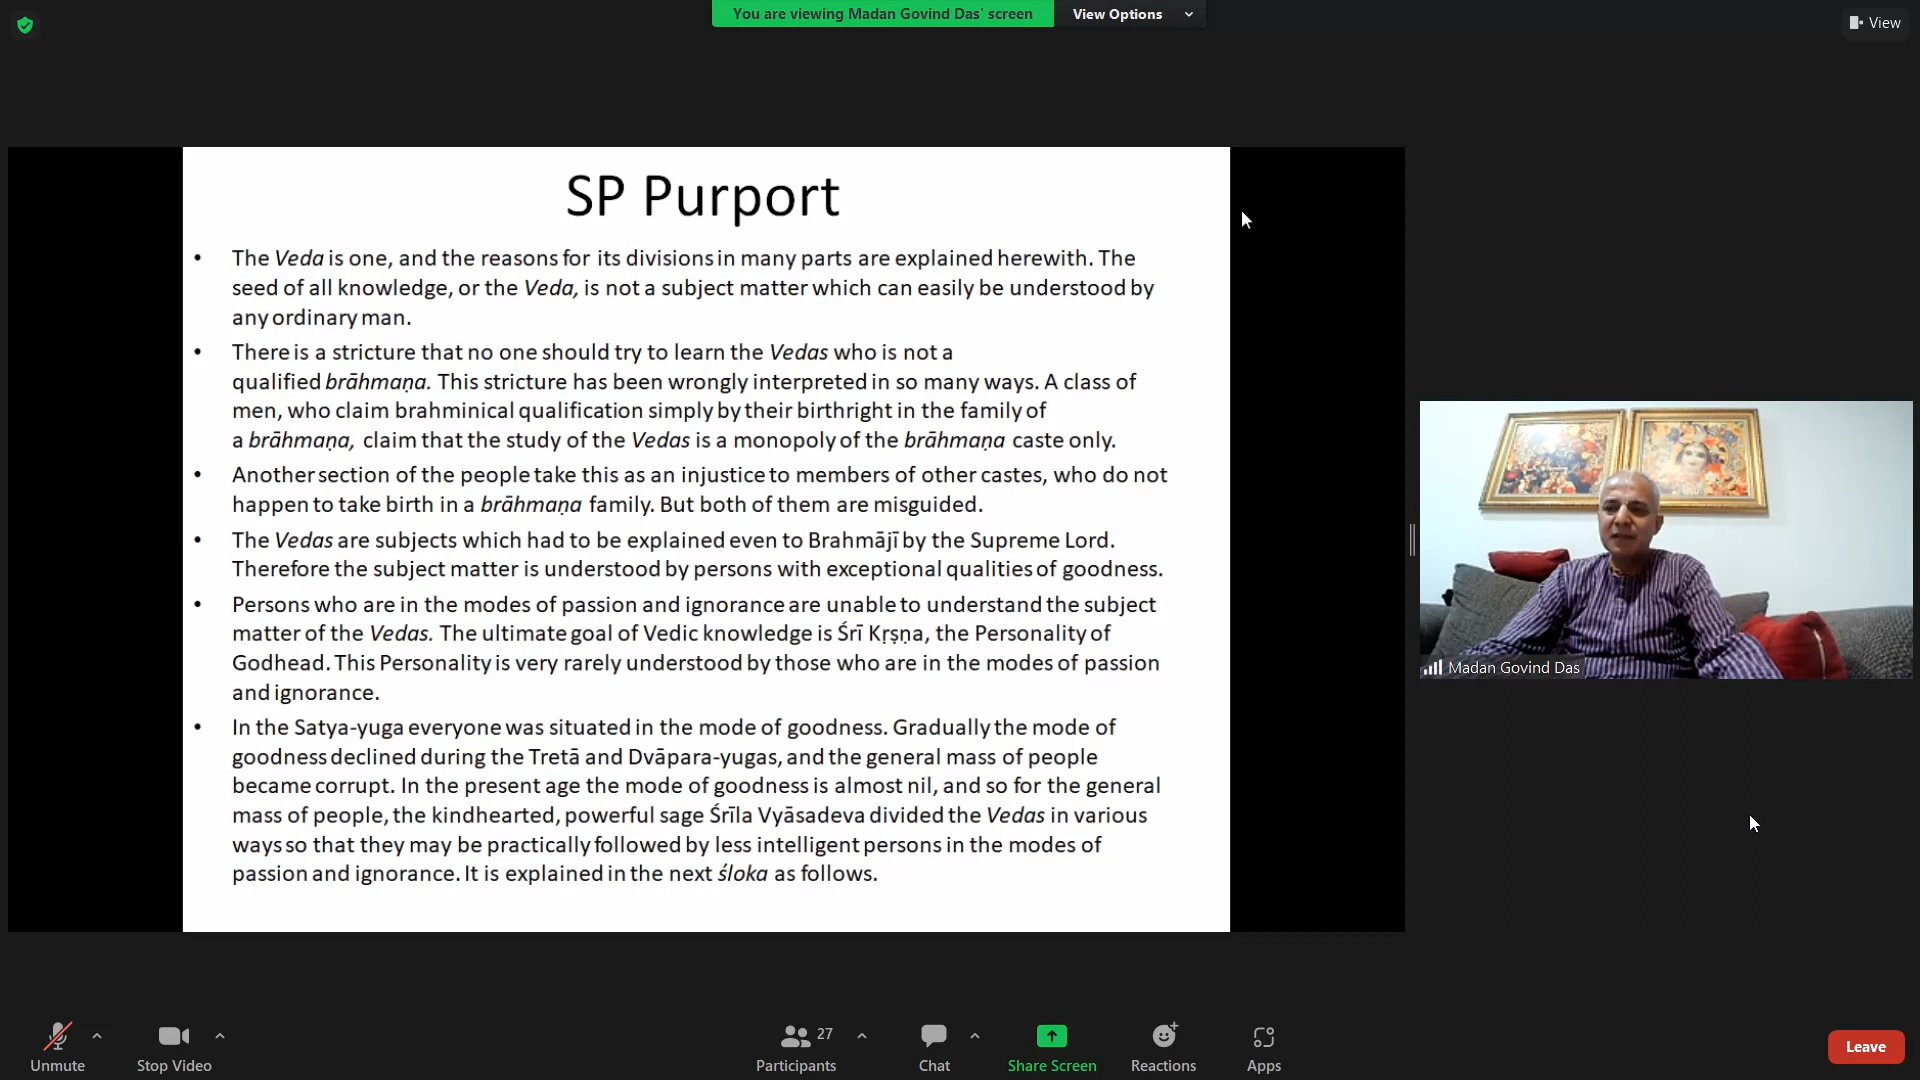 You are viewing Madan Govind Das' screen
View Options
View
SP Purport
• The Veda is one, and the reasons for its divisions in many parts are explained herewith. The
seed of all knowledge, or the Veda, is not a subject matter which can easily be understood by
any ordinary man.
• There is a stricture that no one should try to learn the Vedas who is not a
qualified brāhmaṇa. This stricture has been wrongly interpreted in so many ways. A class of
men, who claim brahminical qualification simply by their birthright in the family of
a brāhmaṇa, claim that the study of the Vedas is a monopoly of the brāhmaṇa caste only.
• Another section of the people take this as an injustice to members of other castes, who do not
happen to take birth in a brāhmaṇa family. But both of them are misguided.
• The Vedas are subjects which had to be explained even to Brahmājī by the Supreme Lord.
Therefore the subject matter is understood by persons with exceptional qualities of goodness.
• Persons who are in the modes of passion and ignorance are unable to understand the subject
matter of the Vedas. The ultimate goal of Vedic knowledge is Śrī Kṛṣṇa, the Personality of
Godhead. This Personality is very rarely understood by those who are in the modes of passion
and ignorance.
• In the Satya-yuga everyone was situated in the mode of goodness. Gradually the mode of
goodness declined during the Tretā and Dvāpara-yugas, and the general mass of people
became corrupt. In the present age the mode of goodness is almost nil, and so for the general
mass of people, the kindhearted, powerful sage Śrīla Vyāsadeva divided the Vedas in various
ways so that they may be practically followed by less intelligent persons in the modes of
passion and ignorance. It is explained in the next śloka as follows.
Madan Govind Das
Unmute
Stop Video
27
Participants
Chat
Share Screen
Reactions
Apps
Leave